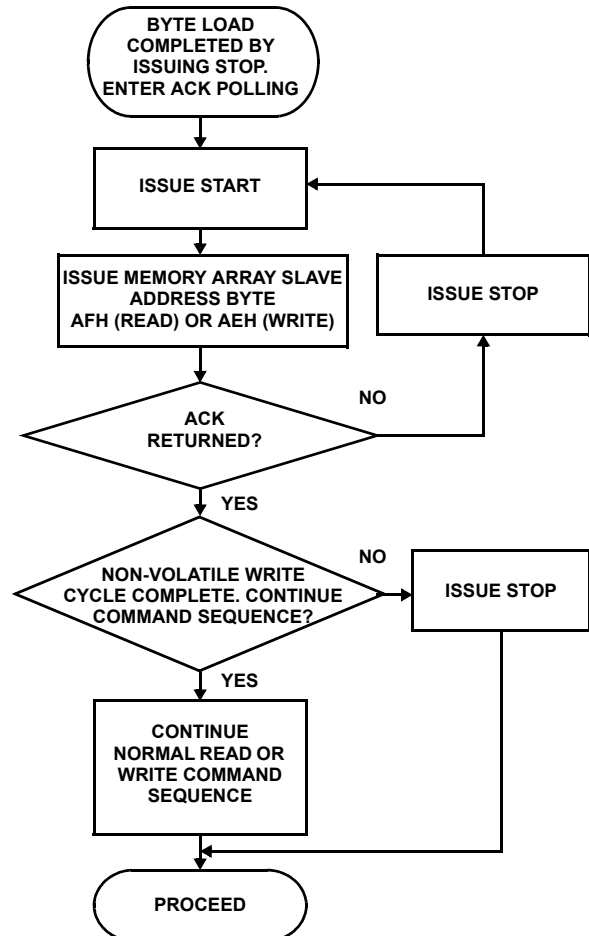 BYTE LOAD
COMPLETED BY
ISSUING STOP.
ENTER ACK POLLING
ISSUE START
ISSUE MEMORY ARRAY SLAVE
ADDRESS BYTE
AFH (READ) OR AEH (WRITE)
ISSUE STOP
ACK
RETURNED?
NO
YES
NON-VOLATILE WRITE
CYCLE COMPLETE. CONTINUE
COMMAND SEQUENCE?
NO
ISSUE STOP
YES
CONTINUE
NORMAL READ OR
WRITE COMMAND
SEQUENCE
PROCEED